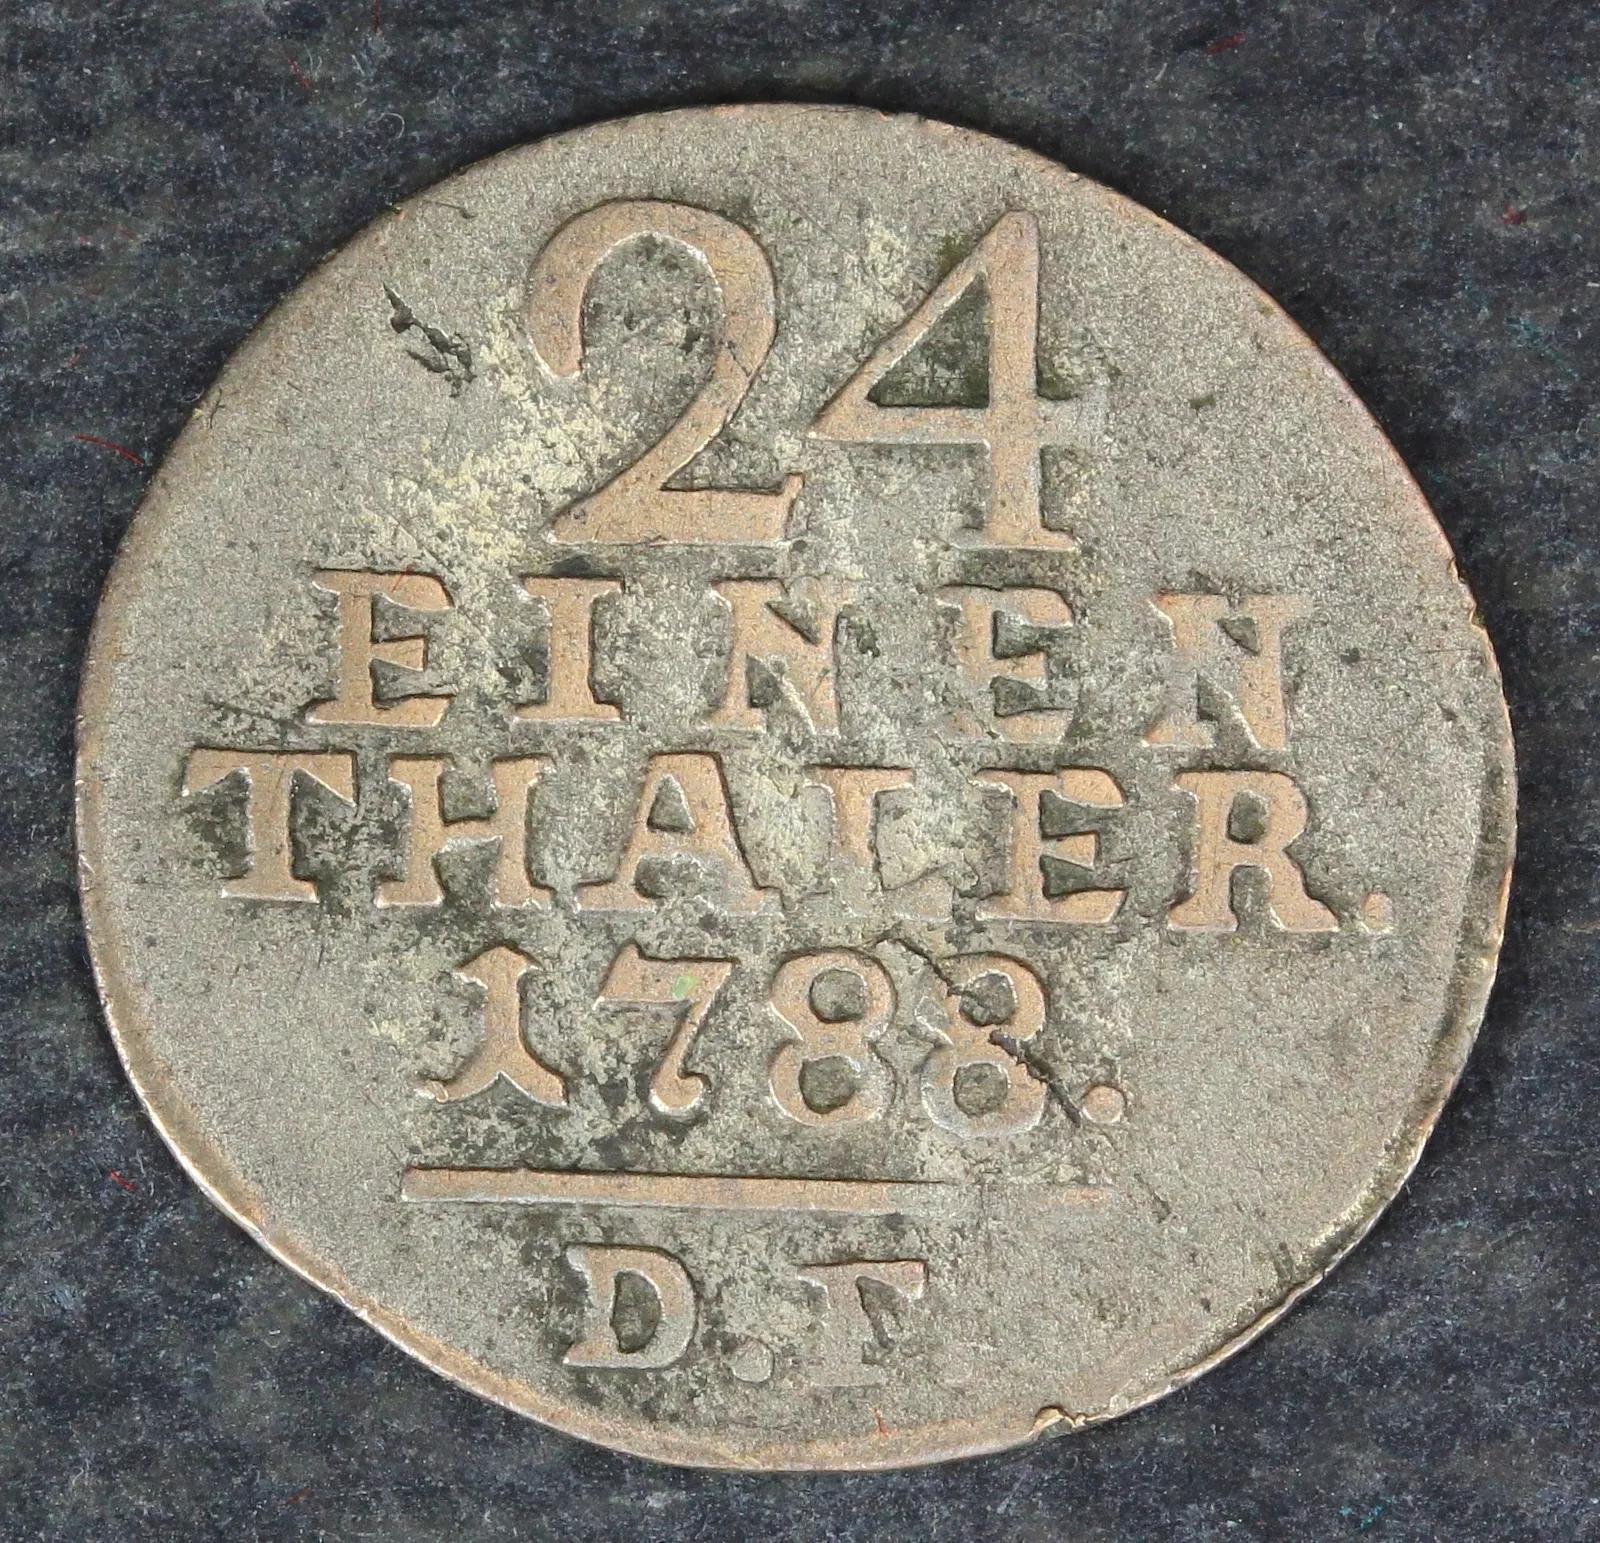 24
EINEN
THALER.
1788.
D.F.